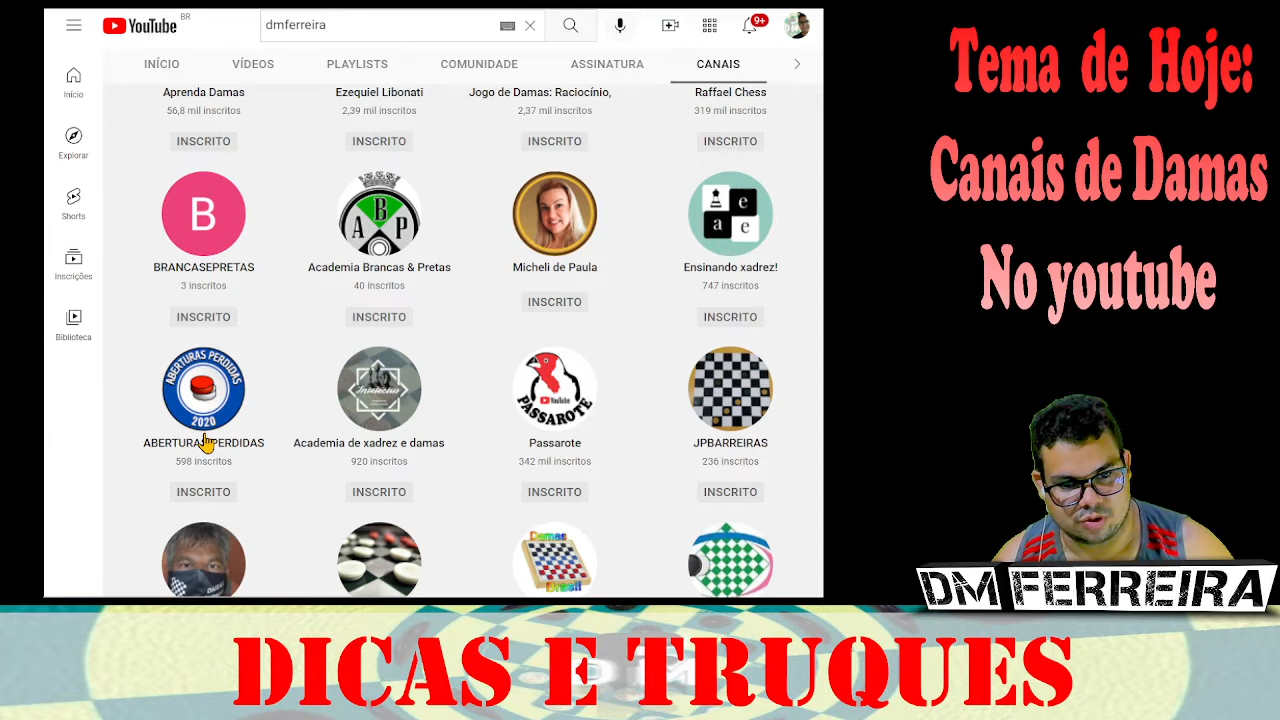 YouTube BR
dmferreira
9+
INÍCIO VÍDEOS PLAYLISTS COMUNIDADE ASSINATURA CANAIS
Início
Explorar
Shorts
Inscrições
Biblioteca
Aprenda Damas Ezequiel Libonati Jogo de Damas: Raciocínio, Raffael Chess
56,8 mil inscritos 2,39 mil inscritos 2,37 mil inscritos 319 mil inscritos
INSCRITO INSCRITO INSCRITO INSCRITO
B
A B P
e
a e
BRANCASEPRETAS Academia Brancas & Pretas Micheli de Paula Ensinando xadrez!
3 inscritos 40 inscritos 747 inscritos
INSCRITO INSCRITO INSCRITO INSCRITO
ABERTURAS PERDIDAS
2020
YouTube
PASSAROTE
ABERTURAS PERDIDAS Academia de xadrez e damas Passarote JPBARREIRAS
598 inscritos 920 inscritos 342 mil inscritos 236 inscritos
INSCRITO INSCRITO INSCRITO INSCRITO
Damas
Brasil
Tema de Hoje:
Canais de Damas
No youtube
DM FERREIRA
DICAS E TRUQUES